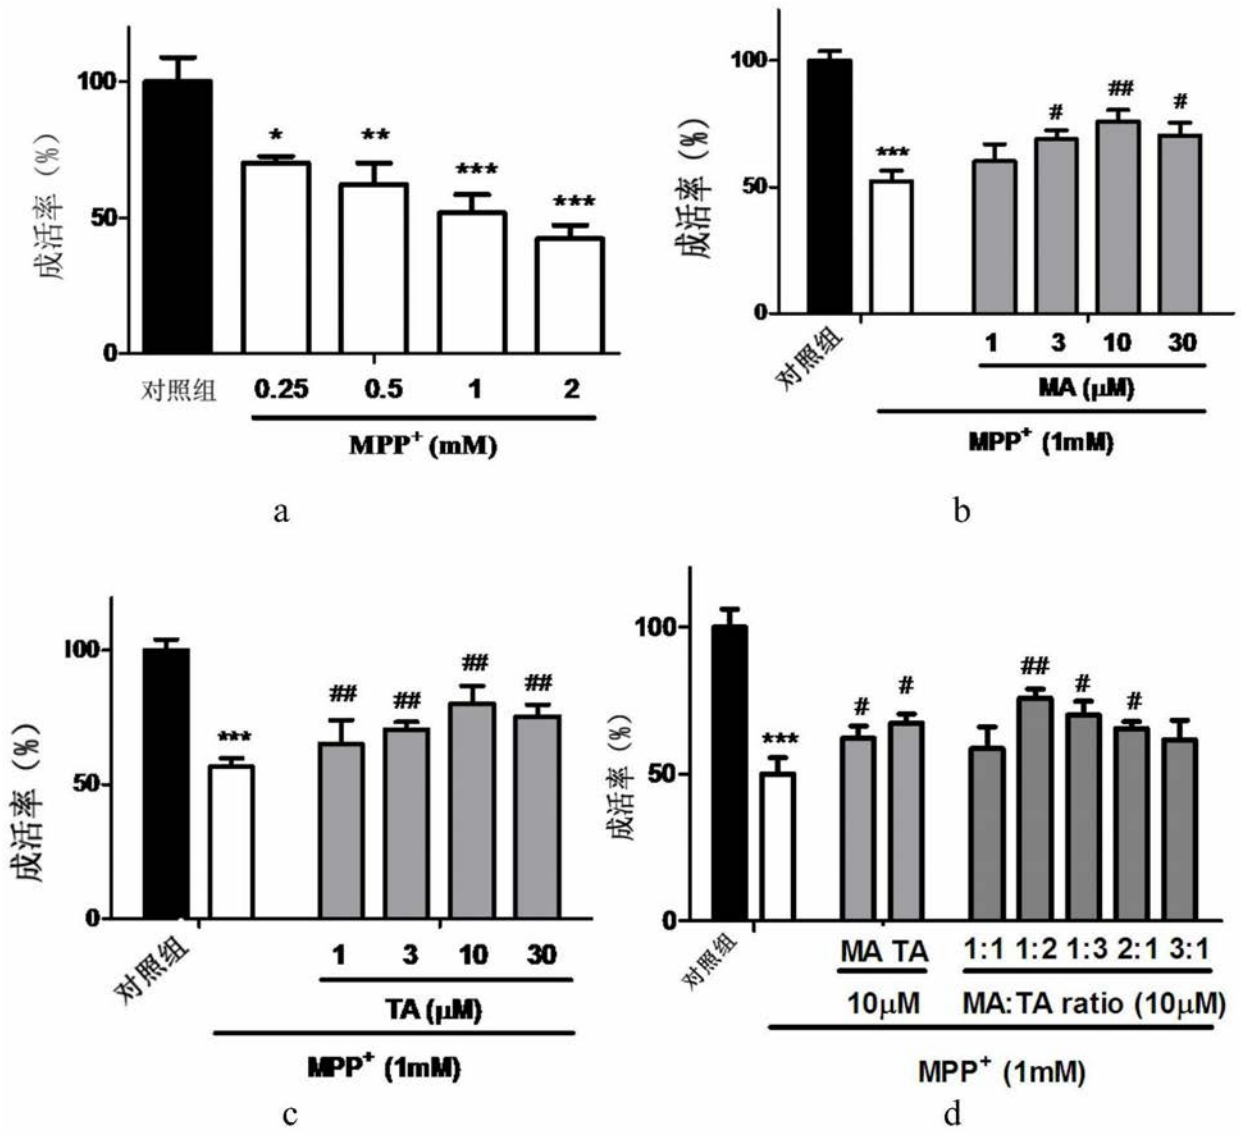 100
50
0
成活率 (%)
*
**
***
***
对照组
0.25
0.5
1
2
MPP+ (mM)
a
100
50
0
成活率 (%)
***
#
##
#
对照组
1
3
10
30
MA (μM)
MPP+ (1mM)
b
100
50
0
成活率 (%)
***
##
##
##
##
对照组
1
3
10
30
TA (μM)
MPP+ (1mM)
c
100
50
0
成活率 (%)
***
#
#
##
#
#
对照组
MA TA
1:1 1:2 1:3 2:1 3:1
10μM
MA:TA ratio (10μM)
MPP+ (1mM)
d